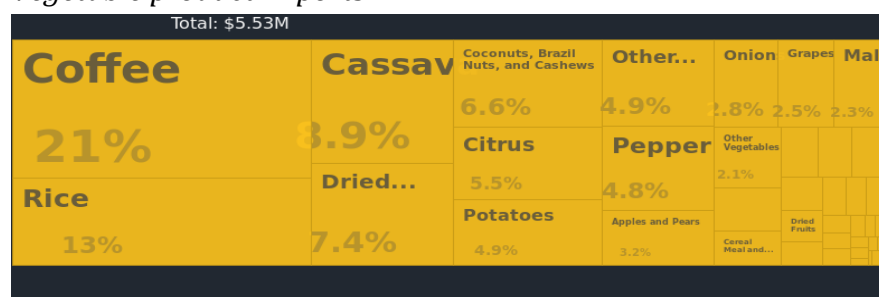 Total: $5.53M
Coffee
21%
Rice
13%
Cassav
8.9%
Dried...
7.4%
Coconuts, Brazil
Nuts, and Cashews
6.6%
Citrus
5.5%
Potatoes
4.9%
Other...
4.9%
Pepper
4.8%
Apples and Pears
3.2%
Onion
2.8%
Grapes
2.5%
Mal
2.3%
Other
Vegetables
2.1%
Cereal
Meal and...
Dried
Fruits